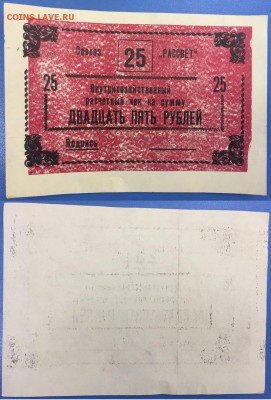 COINS.LAVE.RU
Совхоз 25 "РАССВЕТ"
25 25
Внутрихозяйственный
расчетный чек на сумму
ДВАДЦАТЬ ПЯТЬ РУБЛЕЙ
Подпись